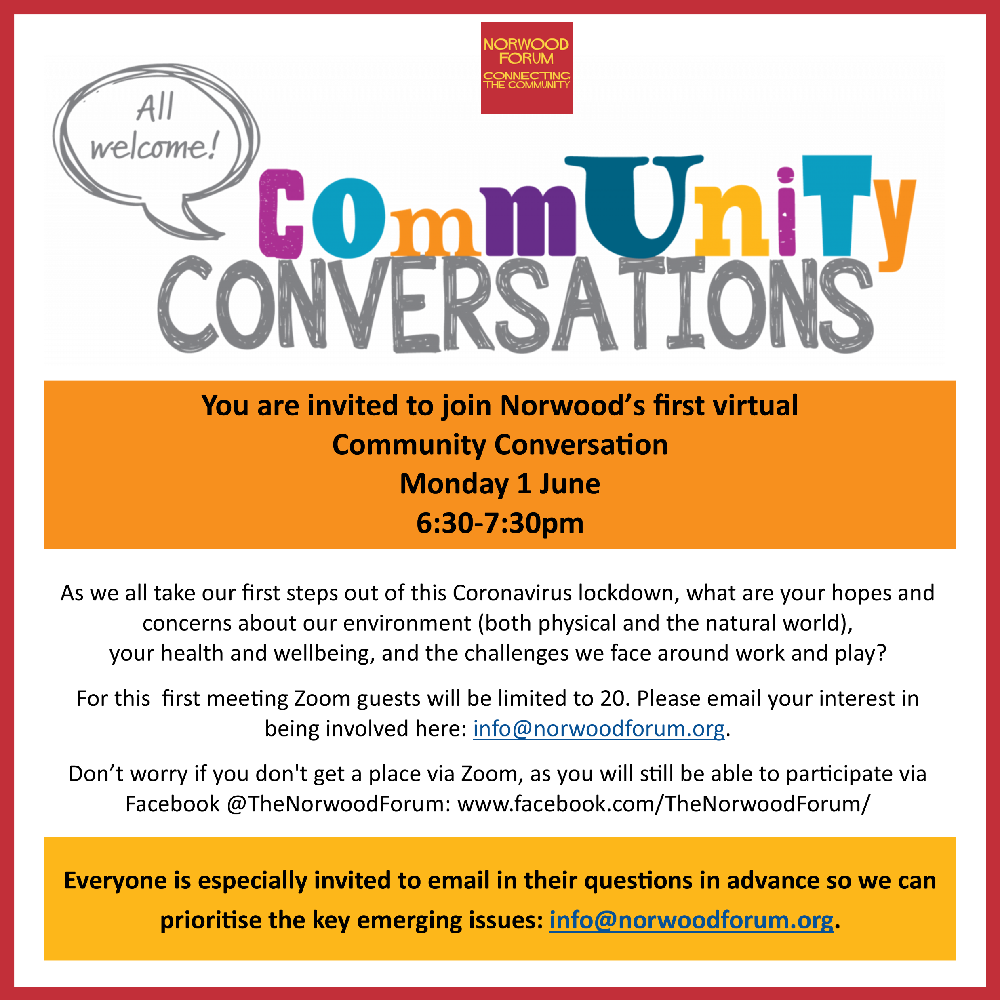 NORWOOD
FORUM
CONNECTING
THE COMMUNITY
All
welcome!
CommUniTy
CONVERSATIONS
You are invited to join Norwood’s first virtual
Community Conversation
Monday 1 June
6:30-7:30pm
As we all take our first steps out of this Coronavirus lockdown, what are your hopes and
concerns about our environment (both physical and the natural world),
your health and wellbeing, and the challenges we face around work and play?
For this  first meeting Zoom guests will be limited to 20. Please email your interest in
being involved here: info@norwoodforum.org.
Don’t worry if you don't get a place via Zoom, as you will still be able to participate via
Facebook @TheNorwoodForum: www.facebook.com/TheNorwoodForum/
Everyone is especially invited to email in their questions in advance so we can
prioritise the key emerging issues: info@norwoodforum.org.